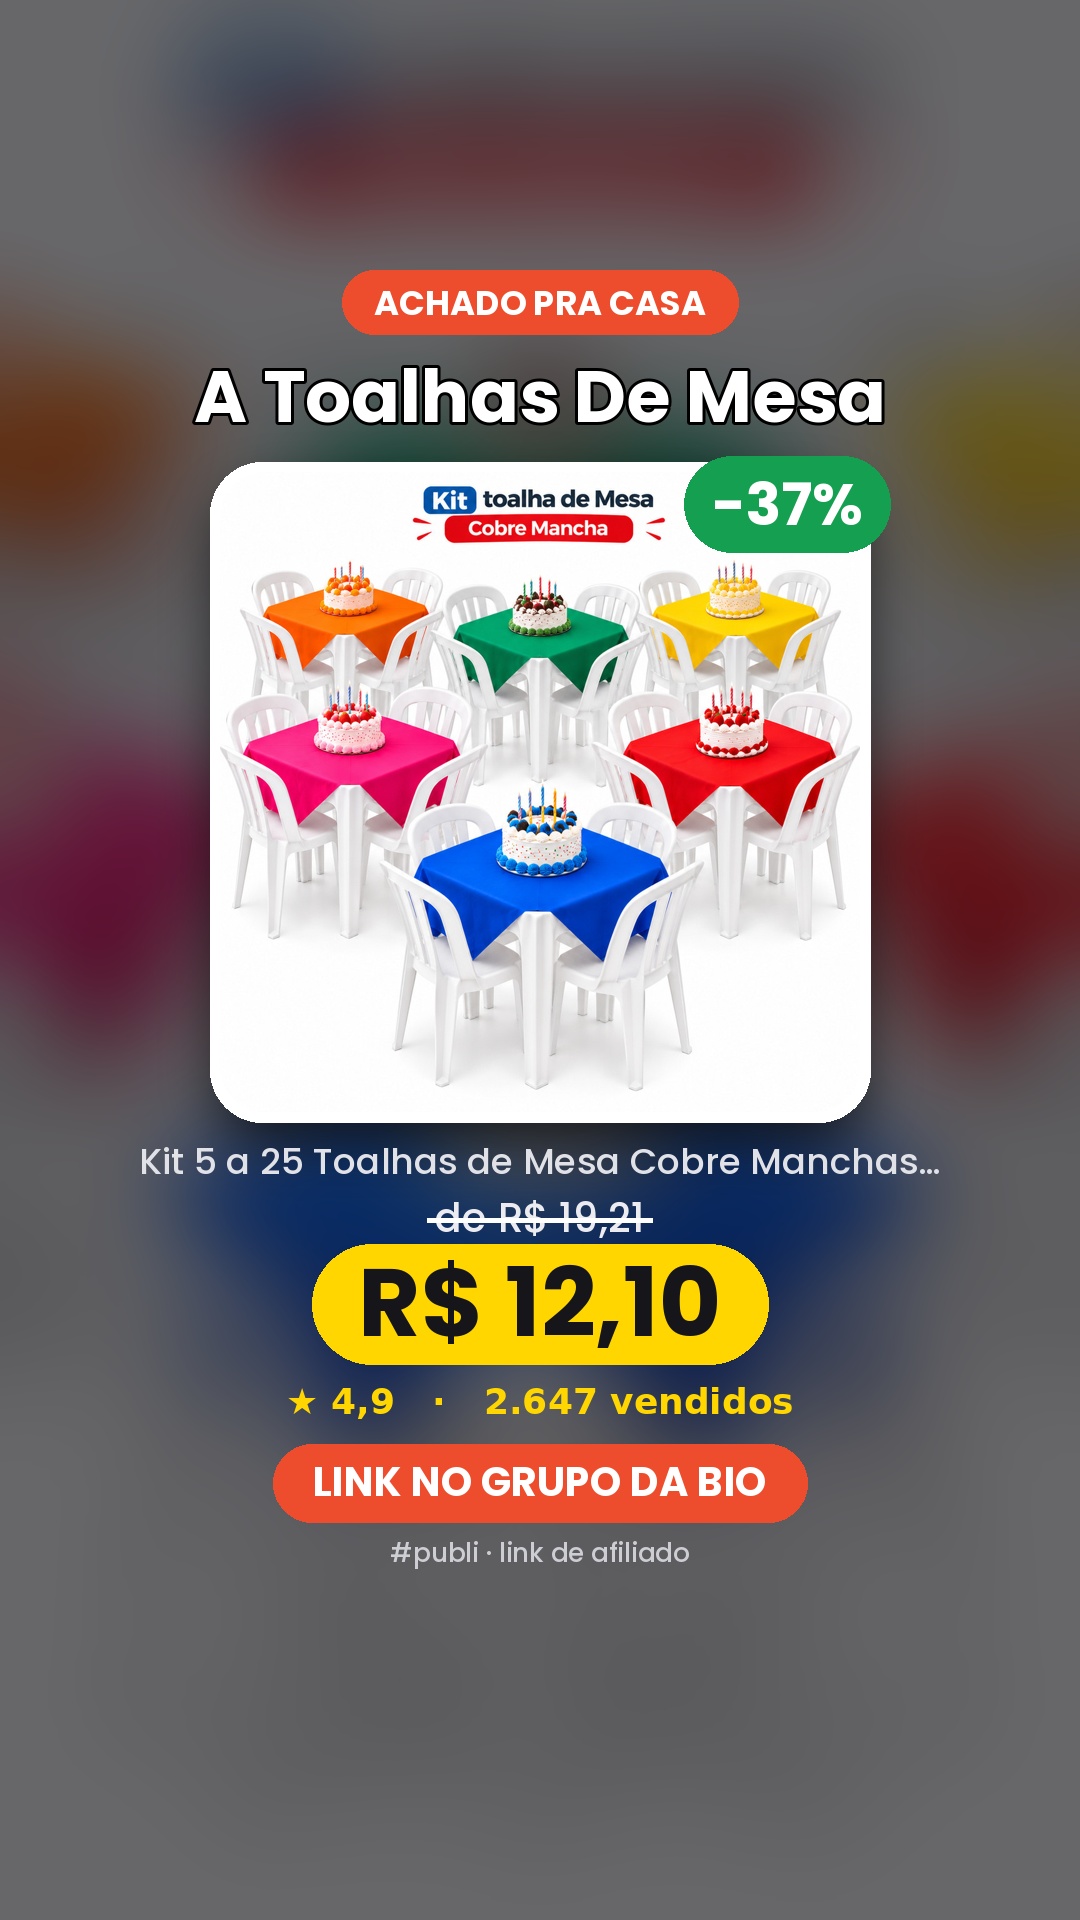 ACHADO PRA CASA
A Toalhas De Mesa
-37%
Kit toalha de Mesa
Cobre Mancha
Kit 5 a 25 Toalhas de Mesa Cobre Manchas...
de R$ 19,21
R$ 12,10
★ 4,9 · 2.647 vendidos
LINK NO GRUPO DA BIO
#publi · link de afiliado